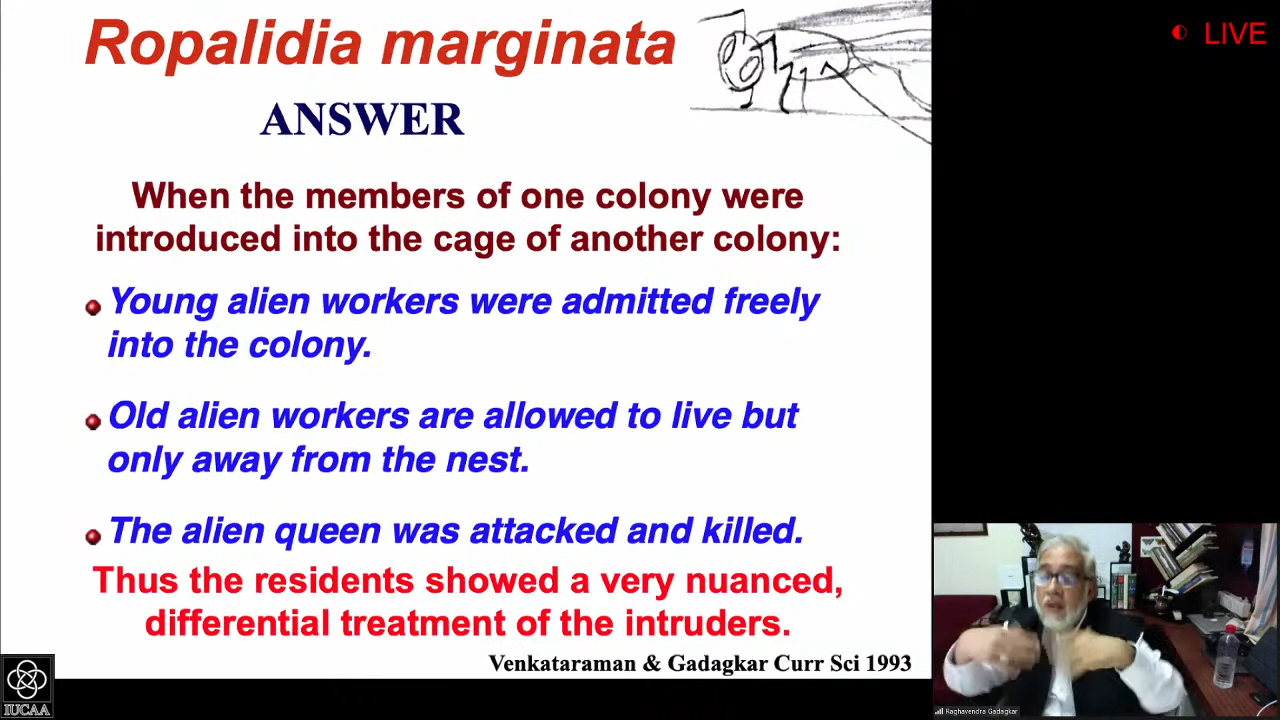 Ropalidia marginata
ANSWER
When the members of one colony were
introduced into the cage of another colony:
Young alien workers were admitted freely
into the colony.
Old alien workers are allowed to live but
only away from the nest.
The alien queen was attacked and killed.
Thus the residents showed a very nuanced,
differential treatment of the intruders.
Venkataraman & Gadagkar Curr Sci 1993
LIVE
IUCAA
Raghavendra Gadagkar